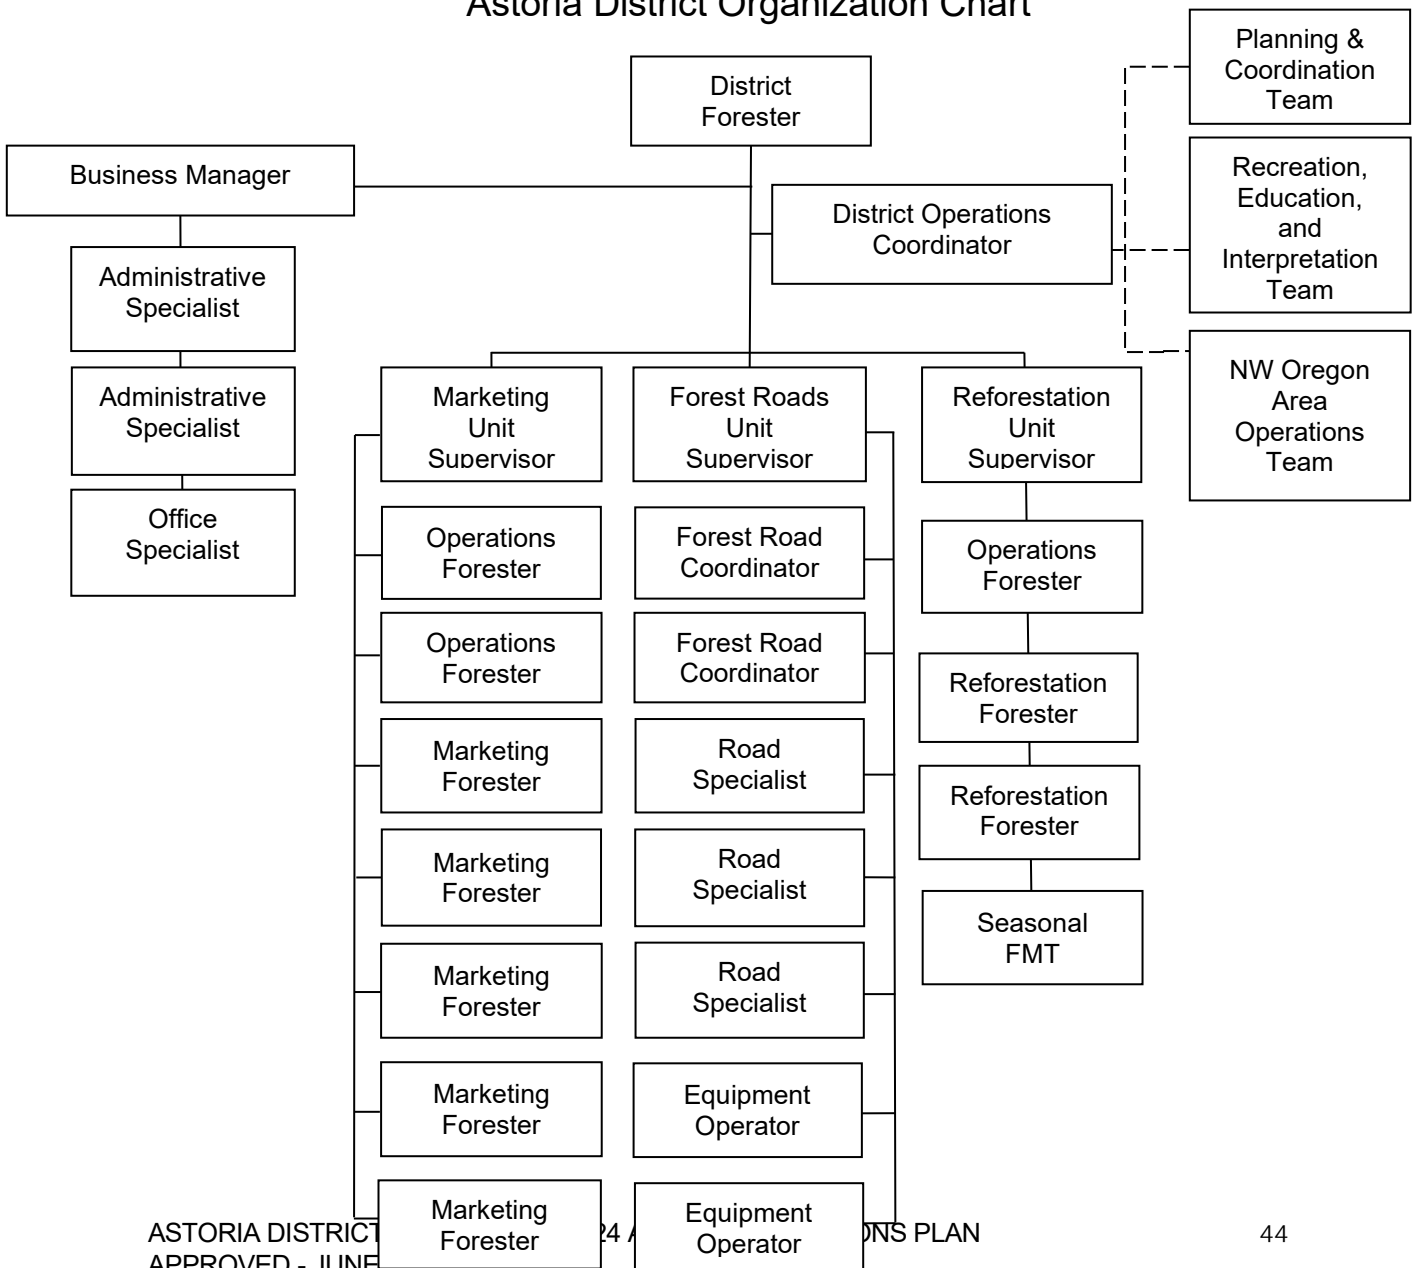 Astoria District Organization Chart
Planning &
Coordination
Team
District
Forester
Recreation,
Education,
and
Interpretation
Team
Business Manager
District Operations
Coordinator
Administrative
Specialist
NW Oregon
Area
Operations
Team
Administrative
Specialist
Office
Specialist
Marketing
Unit
Supervisor
Operations
Forester
Operations
Forester
Marketing
Forester
Marketing
Forester
Marketing
Forester
Marketing
Forester
Marketing
Forester
Forest Roads
Unit
Supervisor
Forest Road
Coordinator
Forest Road
Coordinator
Road
Specialist
Road
Specialist
Road
Specialist
Equipment
Operator
Equipment
Operator
Reforestation
Unit
Supervisor
Operations
Forester
Reforestation
Forester
Reforestation
Forester
Seasonal
FMT
ASTORIA DISTRICT 24 A ONS PLAN 44
APPROVED - JUNE